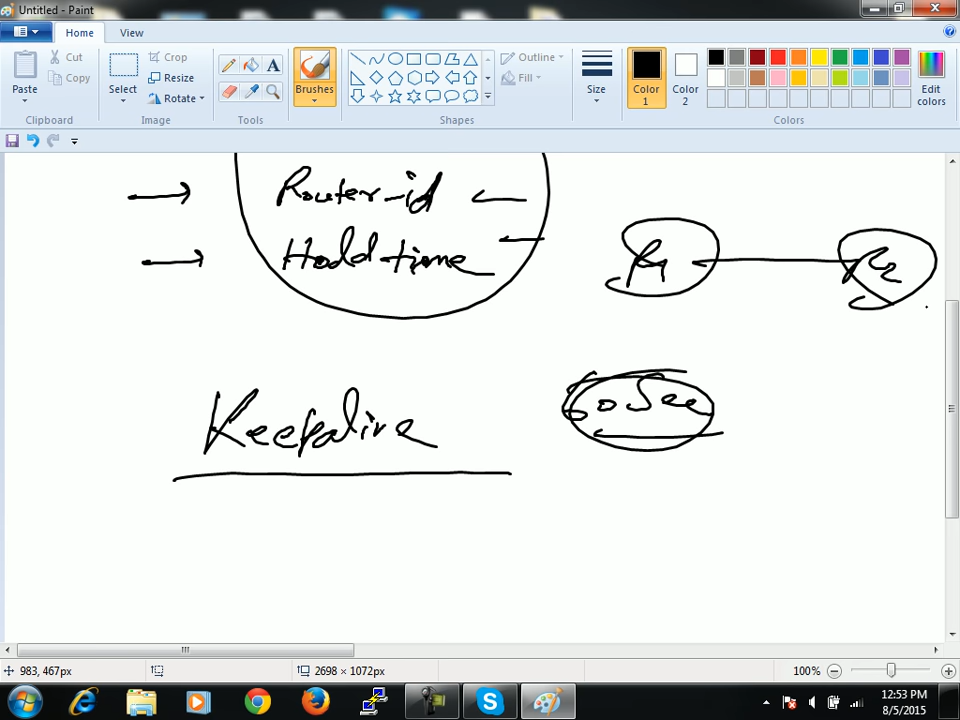 Untitled - Paint
Home View
Cut
Copy
Paste
Clipboard
Select
Crop
Resize
Rotate
Image
A
Tools
Brushes
Outline
Fill
Shapes
Size
Color 1
Color 2
Edit colors
Colors
Router-id
Hold time
R1 R2
Keepalive
60 Sec
983, 467px
2698 × 1072px
100%
12:53 PM
8/5/2015